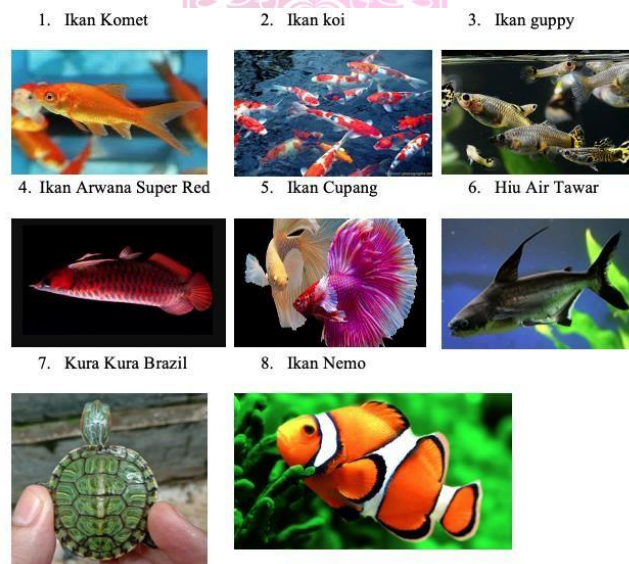 1. Ikan Komet
2. Ikan koi
3. Ikan guppy
4. Ikan Arwana Super Red
5. Ikan Cupang
6. Hiu Air Tawar
7. Kura Kura Brazil
8. Ikan Nemo